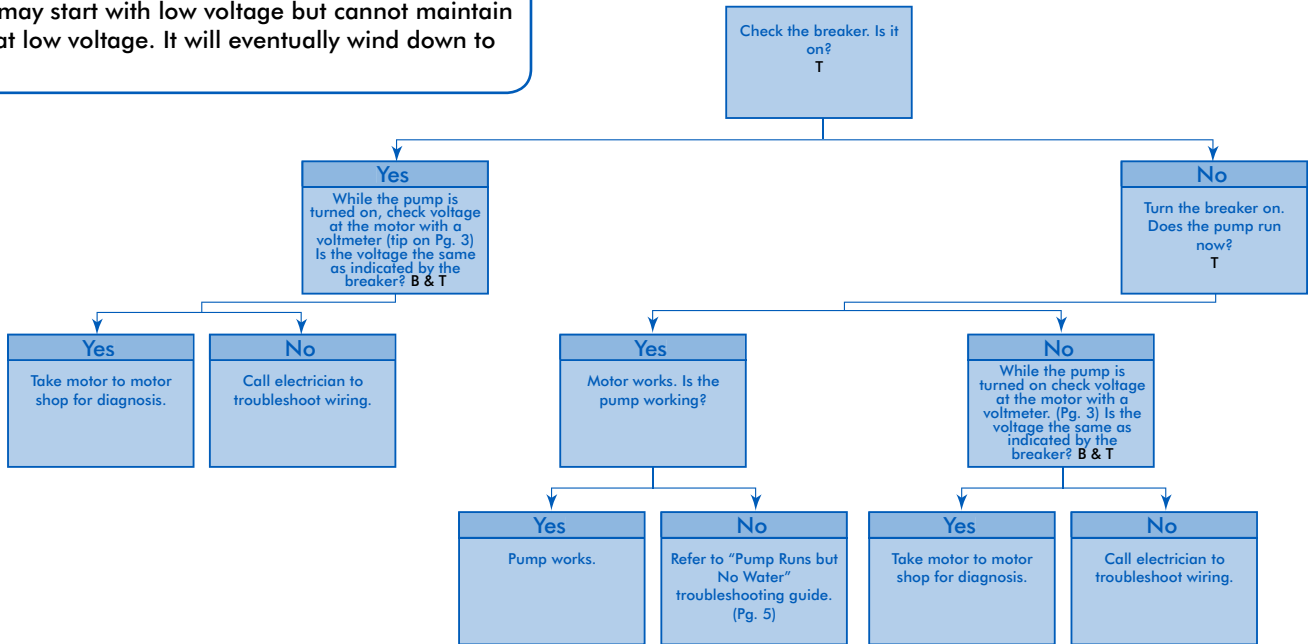 may start with low voltage but cannot maintain
at low voltage. It will eventually wind down to
Check the breaker. Is it
on?
T
Yes
While the pump is
turned on, check voltage
at the motor with a
voltmeter (tip on Pg. 3)
Is the voltage the same
as indicated by the
breaker? B & T
No
Turn the breaker on.
Does the pump run
now?
T
Yes
Take motor to motor
shop for diagnosis.
No
Call electrician to
troubleshoot wiring.
Yes
Motor works. Is the
pump working?
No
While the pump is
turned on check voltage
at the motor with a
voltmeter. (Pg. 3) Is the
voltage the same as
indicated by the
breaker? B & T
Yes
Pump works.
No
Refer to “Pump Runs but
No Water”
troubleshooting guide.
(Pg. 5)
Yes
Take motor to motor
shop for diagnosis.
No
Call electrician to
troubleshoot wiring.